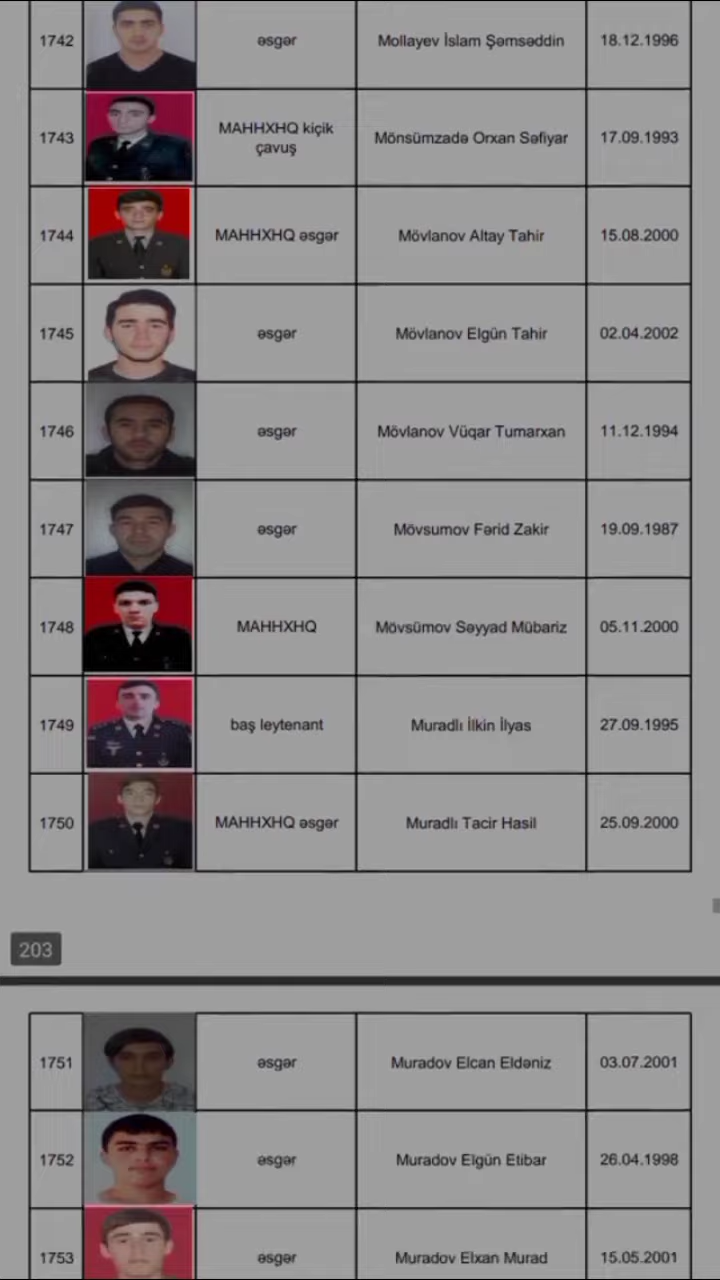 1742 əsgər Mollayev İslam Şəmsəddin 18.12.1996
1743 MAHHXHQ kiçik çavuş Mönsümzadə Orxan Səfiyar 17.09.1993
1744 MAHHXHQ əsgər Mövlanov Altay Tahir 15.08.2000
1745 əsgər Mövlanov Elgün Tahir 02.04.2002
1746 əsgər Mövlanov Vüqar Tumarxan 11.12.1994
1747 əsgər Mövsumov Fərid Zakir 19.09.1987
1748 MAHHXHQ Mövsümov Səyyad Mübariz 05.11.2000
1749 baş leytenant Muradlı İlkin İlyas 27.09.1995
1750 MAHHXHQ əsgər Muradlı Tacir Hasil 25.09.2000
203
1751 əsgər Muradov Elcan Eldəniz 03.07.2001
1752 əsgər Muradov Elgün Etibar 26.04.1998
1753 əsgər Muradov Elxan Murad 15.05.2001